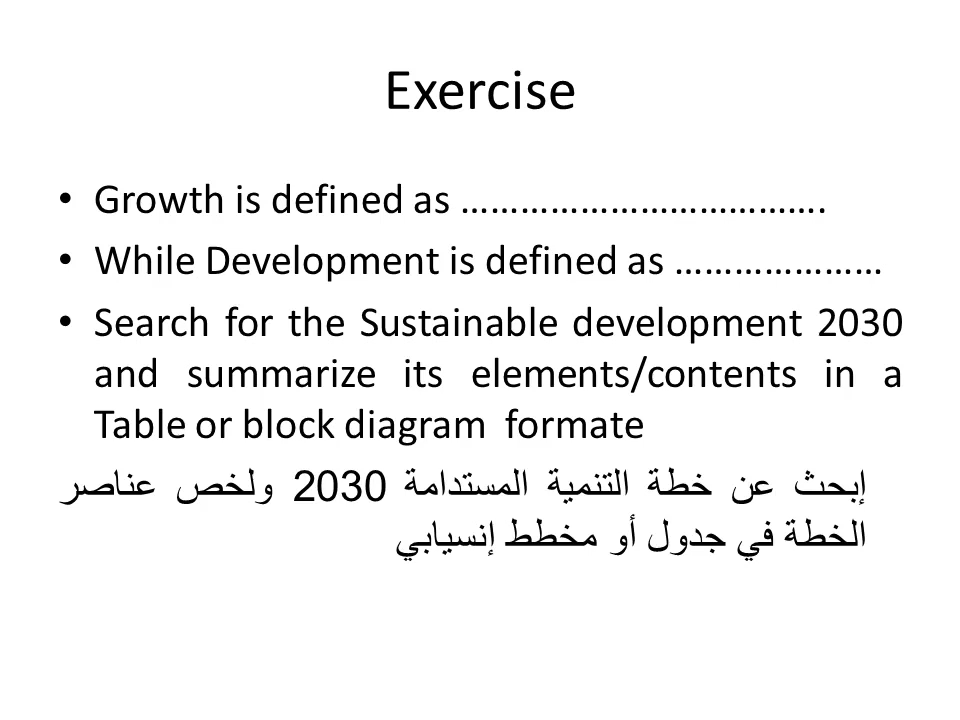 Exercise
• Growth is defined as ……………………………….
• While Development is defined as …………………
• Search for the Sustainable development 2030
and summarize its elements/contents in a
Table or block diagram formate
إبحث عن خطة التنمية المستدامة 2030 ولخص عناصر
الخطة في جدول أو مخطط إنسيابي